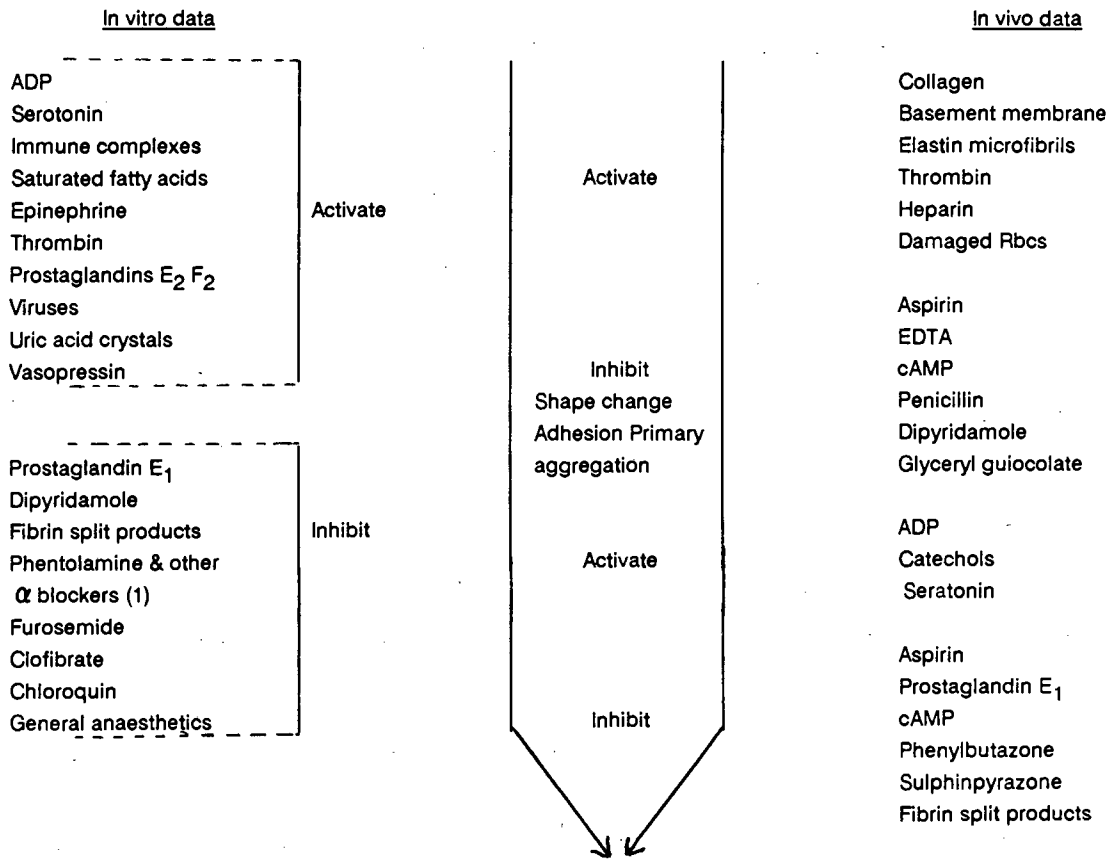 In vitro data
ADP
Serotonin
Immune complexes
Saturated fatty acids
Epinephrine
Thrombin
Prostaglandins E2 F2
Viruses
Uric acid crystals
Vasopressin
Activate
Prostaglandin E1
Dipyridamole
Fibrin split products
Phentolamine & other
α blockers (1)
Furosemide
Clofibrate
Chloroquin
General anaesthetics
Inhibit
Activate
Inhibit
Shape change
Adhesion Primary
aggregation
Activate
Inhibit
In vivo data
Collagen
Basement membrane
Elastin microfibrils
Thrombin
Heparin
Damaged Rbcs
Aspirin
EDTA
cAMP
Penicillin
Dipyridamole
Glyceryl guiocolate
ADP
Catechols
Seratonin
Aspirin
Prostaglandin E1
cAMP
Phenylbutazone
Sulphinpyrazone
Fibrin split products